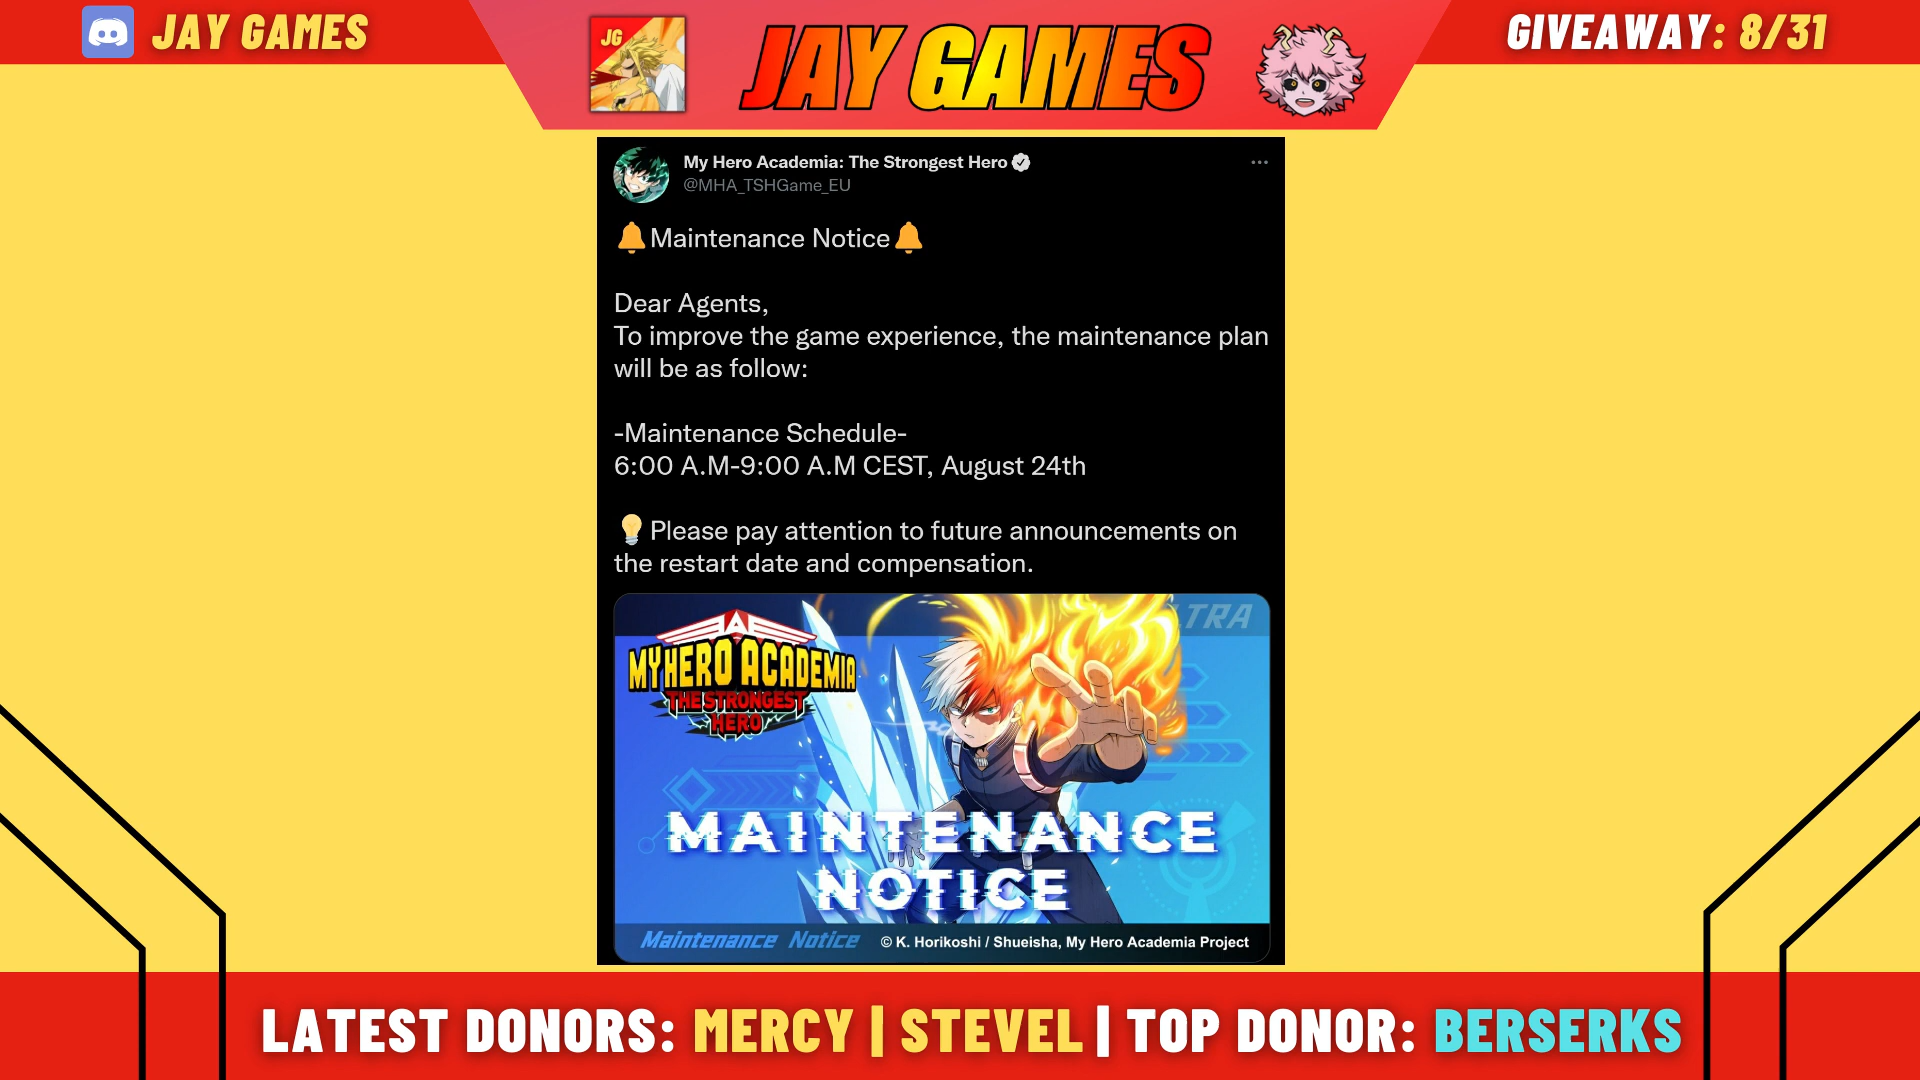 JAY GAMES
JG
JAY GAMES
GIVEAWAY: 8/31
My Hero Academia: The Strongest Hero
@MHA_TSHGame_EU
🔔Maintenance Notice🔔
Dear Agents,
To improve the game experience, the maintenance plan
will be as follow:
-Maintenance Schedule-
6:00 A.M-9:00 A.M CEST, August 24th
💡Please pay attention to future announcements on
the restart date and compensation.
MY HERO ACADEMIA
THE STRONGEST
HERO
MAINTENANCE
NOTICE
Maintenance Notice
© K. Horikoshi / Shueisha, My Hero Academia Project
LATEST DONORS: MERCY | STEVEL | TOP DONOR: BERSERKS